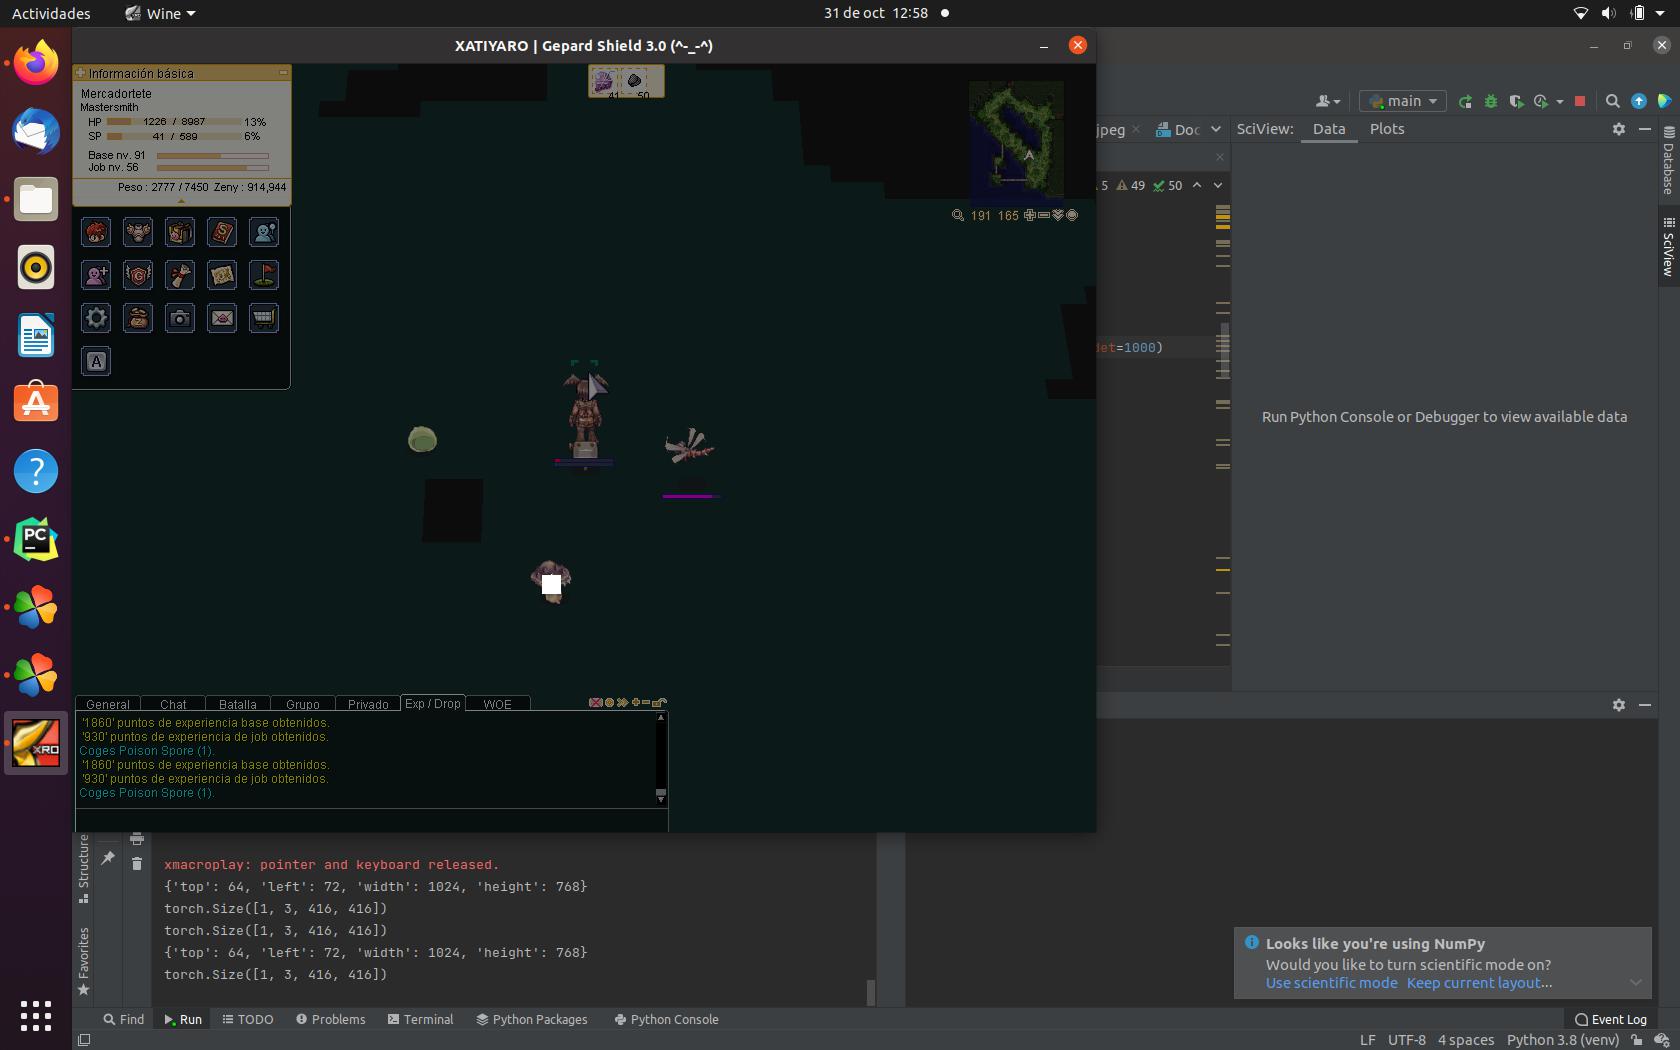 Actividades
Wine
31 de oct 12:58
XATIYARO | Gepard Shield 3.0 (^-_-^)
Información básica
Mercadortete
Mastersmith
HP 1226 / 8987 13%
SP 41 / 589 6%
Base nv. 91
Job nv. 56
Peso : 2777 / 7450 Zeny : 914,944
41 50
191 165
A
General Chat Batalla Grupo Privado Exp / Drop WOE
'1860' puntos de experiencia base obtenidos.
'930' puntos de experiencia de job obtenidos.
Coges Poison Spore (1).
'1860' puntos de experiencia base obtenidos.
'930' puntos de experiencia de job obtenidos.
Coges Poison Spore (1).
main
jpeg
SciView: Data Plots
5 49 50
=1000)
Run Python Console or Debugger to view available data
Database
SciView
PC
XRO
Structure
Favorites
xmacroplay: pointer and keyboard released.
{'top': 64, 'left': 72, 'width': 1024, 'height': 768}
torch.Size([1, 3, 416, 416])
torch.Size([1, 3, 416, 416])
{'top': 64, 'left': 72, 'width': 1024, 'height': 768}
torch.Size([1, 3, 416, 416])
Looks like you're using NumPy
Would you like to turn scientific mode on?
Use scientific mode Keep current layout...
Find Run TODO Problems Terminal Python Packages Python Console Event Log
LF UTF-8 4 spaces Python 3.8 (venv)